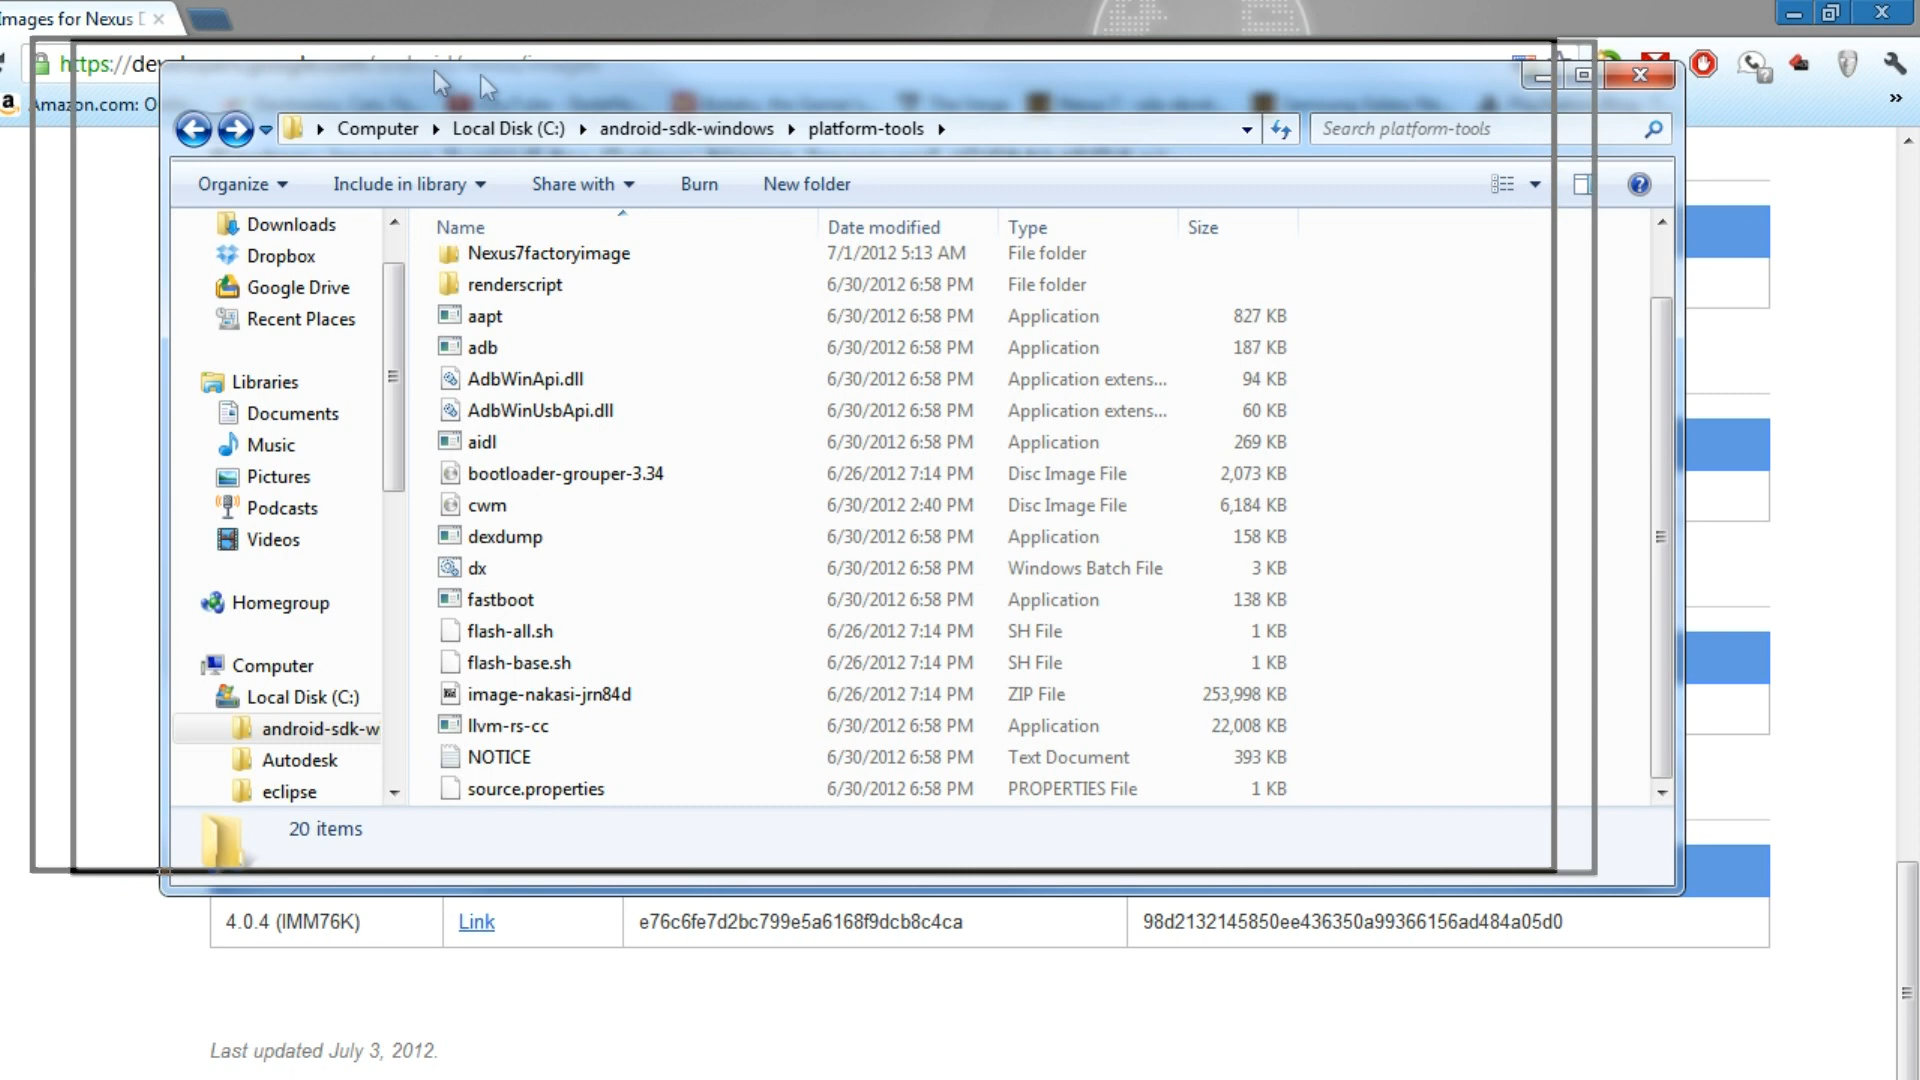 Images for Nexus D
https://de
Amazon.com: O
»
Computer Local Disk (C:) android-sdk-windows platform-tools
Search platform-tools
Organize Include in library Share with Burn New folder
Name Date modified Type Size
Downloads
Dropbox
Google Drive
Recent Places
Libraries
Documents
Music
Pictures
Podcasts
Videos
Homegroup
Computer
Local Disk (C:)
android-sdk-w
Autodesk
eclipse
Nexus7factoryimage 7/1/2012 5:13 AM File folder
renderscript 6/30/2012 6:58 PM File folder
aapt 6/30/2012 6:58 PM Application 827 KB
adb 6/30/2012 6:58 PM Application 187 KB
AdbWinApi.dll 6/30/2012 6:58 PM Application extens... 94 KB
AdbWinUsbApi.dll 6/30/2012 6:58 PM Application extens... 60 KB
aidl 6/30/2012 6:58 PM Application 269 KB
bootloader-grouper-3.34 6/26/2012 7:14 PM Disc Image File 2,073 KB
cwm 6/30/2012 2:40 PM Disc Image File 6,184 KB
dexdump 6/30/2012 6:58 PM Application 158 KB
dx 6/30/2012 6:58 PM Windows Batch File 3 KB
fastboot 6/30/2012 6:58 PM Application 138 KB
flash-all.sh 6/26/2012 7:14 PM SH File 1 KB
flash-base.sh 6/26/2012 7:14 PM SH File 1 KB
image-nakasi-jrn84d 6/26/2012 7:14 PM ZIP File 253,998 KB
llvm-rs-cc 6/30/2012 6:58 PM Application 22,008 KB
NOTICE 6/30/2012 6:58 PM Text Document 393 KB
source.properties 6/30/2012 6:58 PM PROPERTIES File 1 KB
20 items
4.0.4 (IMM76K) Link e76c6fe7d2bc799e5a6168f9dcb8c4ca 98d2132145850ee436350a99366156ad484a05d0
Last updated July 3, 2012.